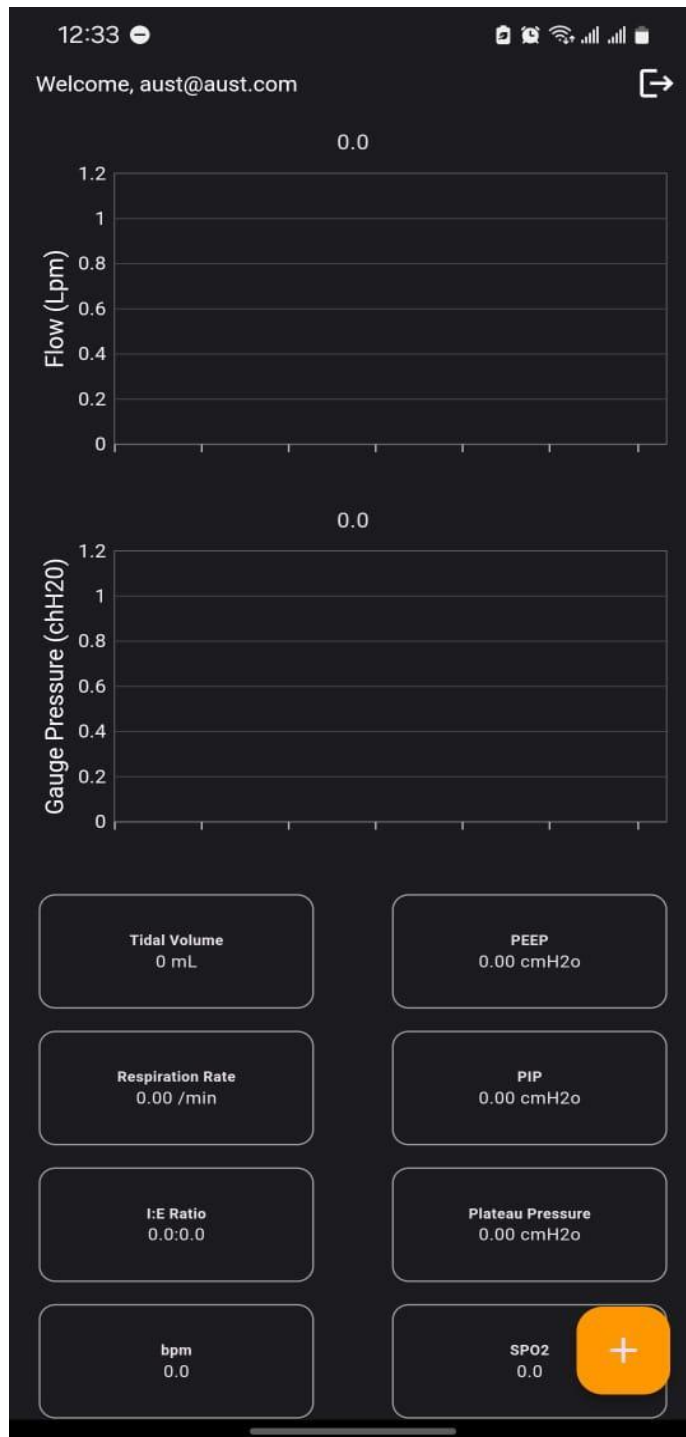 12:33
Welcome, aust@aust.com
0.0
1.2
1
0.8
0.6
0.4
0.2
0
Flow (Lpm)
0.0
1.2
1
0.8
0.6
0.4
0.2
0
Gauge Pressure (chH20)
Tidal Volume
0 mL
PEEP
0.00 cmH2o
Respiration Rate
0.00 /min
PIP
0.00 cmH2o
I:E Ratio
0.0:0.0
Plateau Pressure
0.00 cmH2o
bpm
0.0
SPO2
0.0
+